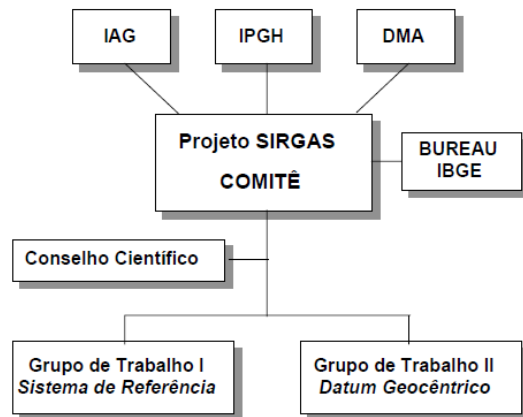 IAG
IPGH
DMA
Projeto SIRGAS
COMITÊ
BUREAU
IBGE
Conselho Científico
Grupo de Trabalho I
Sistema de Referência
Grupo de Trabalho II
Datum Geocêntrico